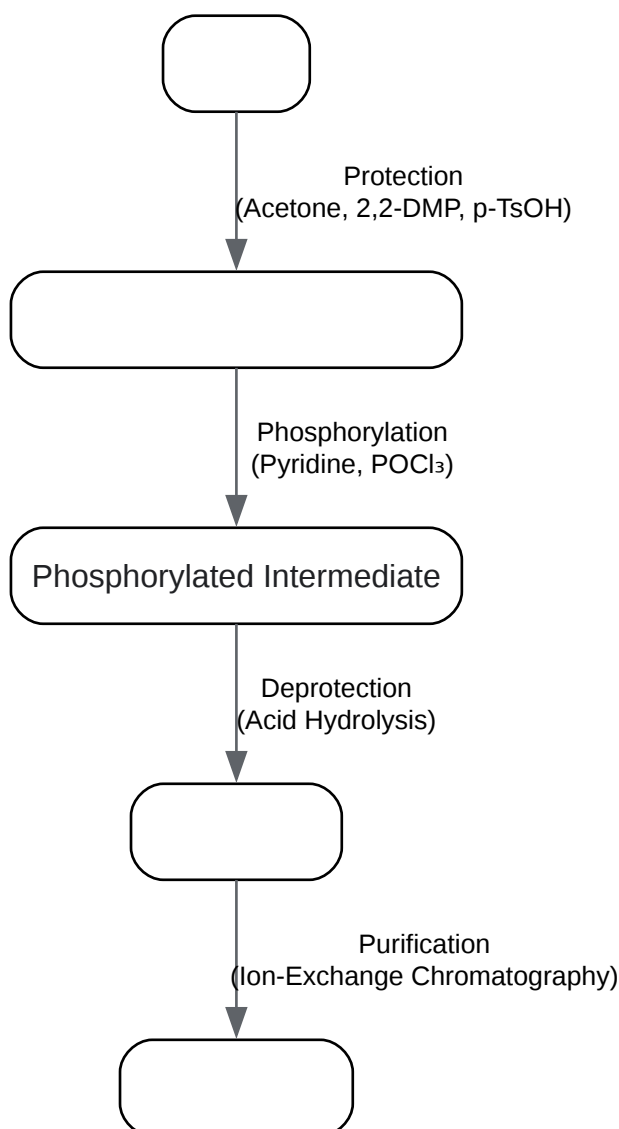 Protection
(Acetone, 2,2-DMP, p-TsOH)
Phosphorylation
(Pyridine, POCl₃)
Phosphorylated Intermediate
Deprotection
(Acid Hydrolysis)
Purification
(Ion-Exchange Chromatography)